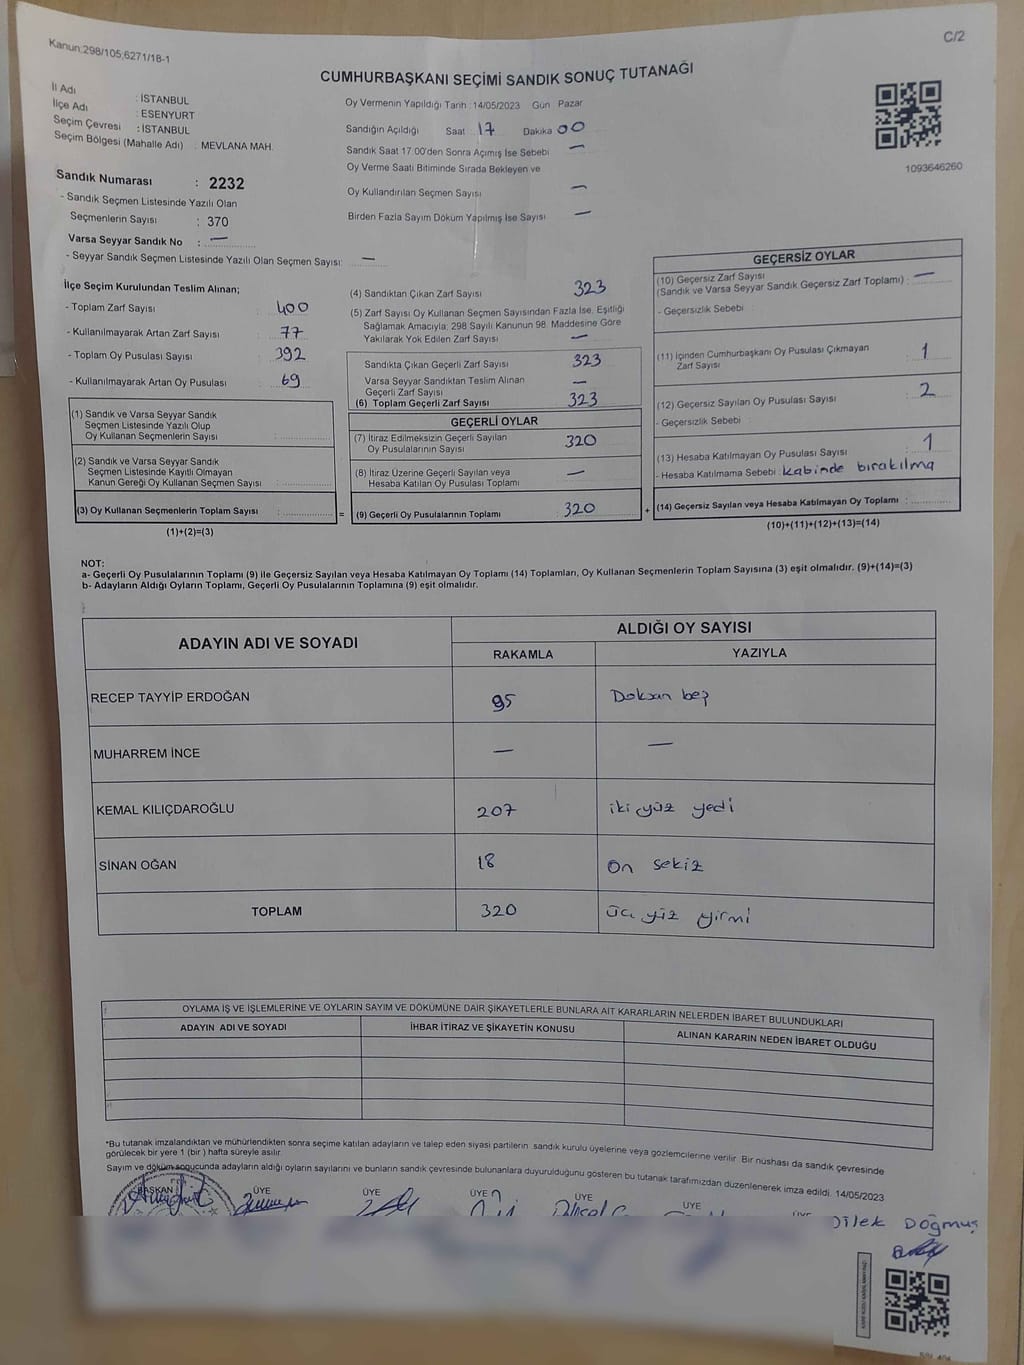 Kanun:298/105,6271/18-1
C/2
CUMHURBAŞKANI SEÇİMİ SANDIK SONUÇ TUTANAĞI
İl Adı : İSTANBUL
İlçe Adı : ESENYURT
Seçim Çevresi : İSTANBUL
Seçim Bölgesi (Mahalle Adı) . MEVLANA MAH.
Sandık Numarası : 2232
- Sandık Seçmen Listesinde Yazılı Olan
Seçmenlerin Sayısı : 370
Varsa Seyyar Sandık No : —
- Seyyar Sandık Seçmen Listesinde Yazılı Olan Seçmen Sayısı: —
Oy Vermenin Yapıldığı Tarih :14/05/2023 Gün Pazar
Sandığın Açıldığı Saat 17 Dakika 00
Sandık Saat 17:00'den Sonra Açımış İse Sebebi —
Oy Verme Saati Bitiminde Sırada Bekleyen ve
Oy Kullandırılan Seçmen Sayısı —
Birden Fazla Sayım Döküm Yapılmış İse Sayısı —
1093646260
İlçe Seçim Kurulundan Teslim Alınan;
- Toplam Zarf Sayısı : 400
- Kullanılmayarak Artan Zarf Sayısı : 77
- Toplam Oy Pusulası Sayısı : 392
- Kullanılmayarak Artan Oy Pusulası : 69
(1) Sandık ve Varsa Seyyar Sandık
Seçmen Listesinde Yazılı Olup
Oy Kullanan Seçmenlerin Sayısı :
(2) Sandık ve Varsa Seyyar Sandık
Seçmen Listesinde Kayıtlı Olmayan
Kanun Gereği Oy Kullanan Seçmen Sayısı :
(3) Oy Kullanan Seçmenlerin Toplam Sayısı :
(1)+(2)=(3)
(4) Sandıktan Çıkan Zarf Sayısı 323
(5) Zarf Sayısı Oy Kullanan Seçmen Sayısından Fazla İse, Eşitliği
Sağlamak Amacıyla; 298 Sayılı Kanunun 98. Maddesine Göre
Yakılarak Yok Edilen Zarf Sayısı —
Sandıkta Çıkan Geçerli Zarf Sayısı 323
Varsa Seyyar Sandıktan Teslim Alınan
Geçerli Zarf Sayısı —
(6) Toplam Geçerli Zarf Sayısı 323
GEÇERLİ OYLAR
(7) İtiraz Edilmeksizin Geçerli Sayılan
Oy Pusulalarının Sayısı 320
(8) İtiraz Üzerine Geçerli Sayılan veya
Hesaba Katılan Oy Pusulası Toplamı —
= (9) Geçerli Oy Pusulalarının Toplamı 320
GEÇERSİZ OYLAR
(10) Geçersiz Zarf Sayısı
(Sandık ve Varsa Seyyar Sandık Geçersiz Zarf Toplamı) : —
- Geçersizlik Sebebi :
(11) İçinden Cumhurbaşkanı Oy Pusulası Çıkmayan
Zarf Sayısı : 1
(12) Geçersiz Sayılan Oy Pusulası Sayısı : 2
- Geçersizlik Sebebi :
(13) Hesaba Katılmayan Oy Pusulası Sayısı : 1
- Hesaba Katılmama Sebebi : kabinde bırakılma
+ (14) Geçersiz Sayılan veya Hesaba Katılmayan Oy Toplamı :
(10)+(11)+(12)+(13)=(14)
NOT:
a- Geçerli Oy Pusulalarının Toplamı (9) ile Geçersiz Sayılan veya Hesaba Katılmayan Oy Toplamı (14) Toplamları, Oy Kullanan Seçmenlerin Toplam Sayısına (3) eşit olmalıdır. (9)+(14)=(3)
b- Adayların Aldığı Oyların Toplamı, Geçerli Oy Pusulalarının Toplamına (9) eşit olmalıdır.
ADAYIN ADI VE SOYADI ALDIĞI OY SAYISI
RAKAMLA YAZIYLA
RECEP TAYYİP ERDOĞAN 95 Doksan beş
MUHARREM İNCE — —
KEMAL KILIÇDAROĞLU 207 iki yüz yedi
SİNAN OĞAN 18 On sekiz
TOPLAM 320 üç yüz yirmi
OYLAMA İŞ VE İŞLEMLERİNE VE OYLARIN SAYIM VE DÖKÜMÜNE DAİR ŞİKAYETLERLE BUNLARA AİT KARARLARIN NELERDEN İBARET BULUNDUKLARI
ADAYIN ADI VE SOYADI İHBAR İTİRAZ VE ŞİKAYETİN KONUSU ALINAN KARARIN NEDEN İBARET OLDUĞU
*Bu tutanak imzalandıktan ve mühürlendikten sonra seçime katılan adayların ve talep eden siyasi partilerin sandık kurulu üyelerine veya gözlemcilerine verilir. Bir nüshası da sandık çevresinde
görülecek bir yere 1 (bir ) hafta süreyle asılır.
Sayım ve döküm sonucunda adayların aldığı oyların sayılarını ve bunların sandık çevresinde bulunanlara duyurulduğunu gösteren bu tutanak tarafımızdan düzenlenerek imza edildi. 14/05/2023
BAŞKAN ÜYE ÜYE ÜYE ÜYE ÜYE
Dilek Doğmuş